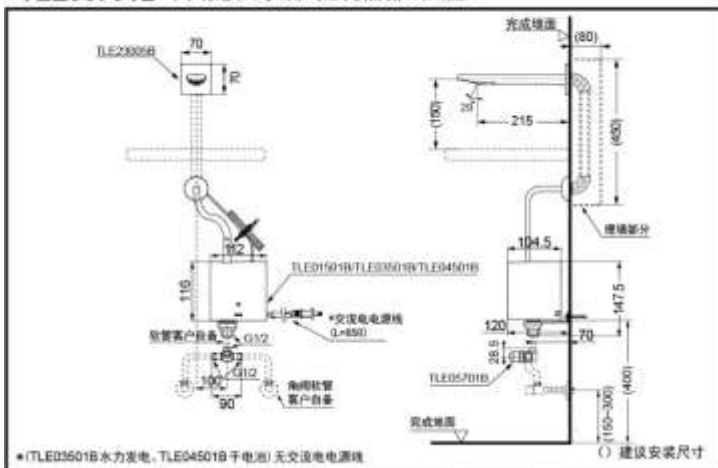 完成墙面
70
(80)
TLE23005B
70
(150)
215
(450)
埋墙部分
112
104.5
TLE01501B/TLE03501B/TLE04501B
116
147.5
*交流电电源线
(L=650)
120
70
软管客户自备
G1/2
28.5
G1/2
TLE05701B
(400)
100
角阀软管
客户自备
90
(150~300)
完成地面
*(TLE03501B水力发电、TLE04501B干电池)无交流电电源线
()建议安装尺寸